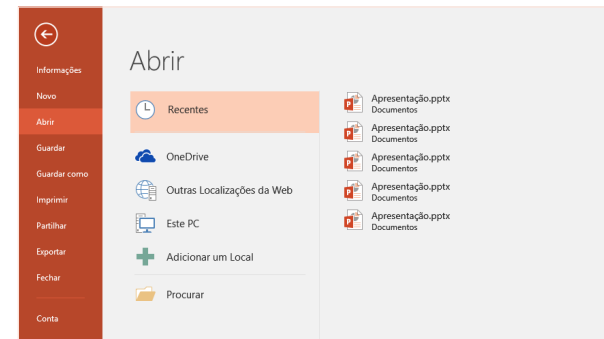 Informações
Novo
Abrir
Guardar
Guardar como
Imprimir
Partilhar
Exportar
Fechar
Conta
Abrir
Recentes
OneDrive
Outras Localizações da Web
Este PC
Adicionar um Local
Procurar
Apresentação.pptx
Documentos
Apresentação.pptx
Documentos
Apresentação.pptx
Documentos
Apresentação.pptx
Documentos
Apresentação.pptx
Documentos